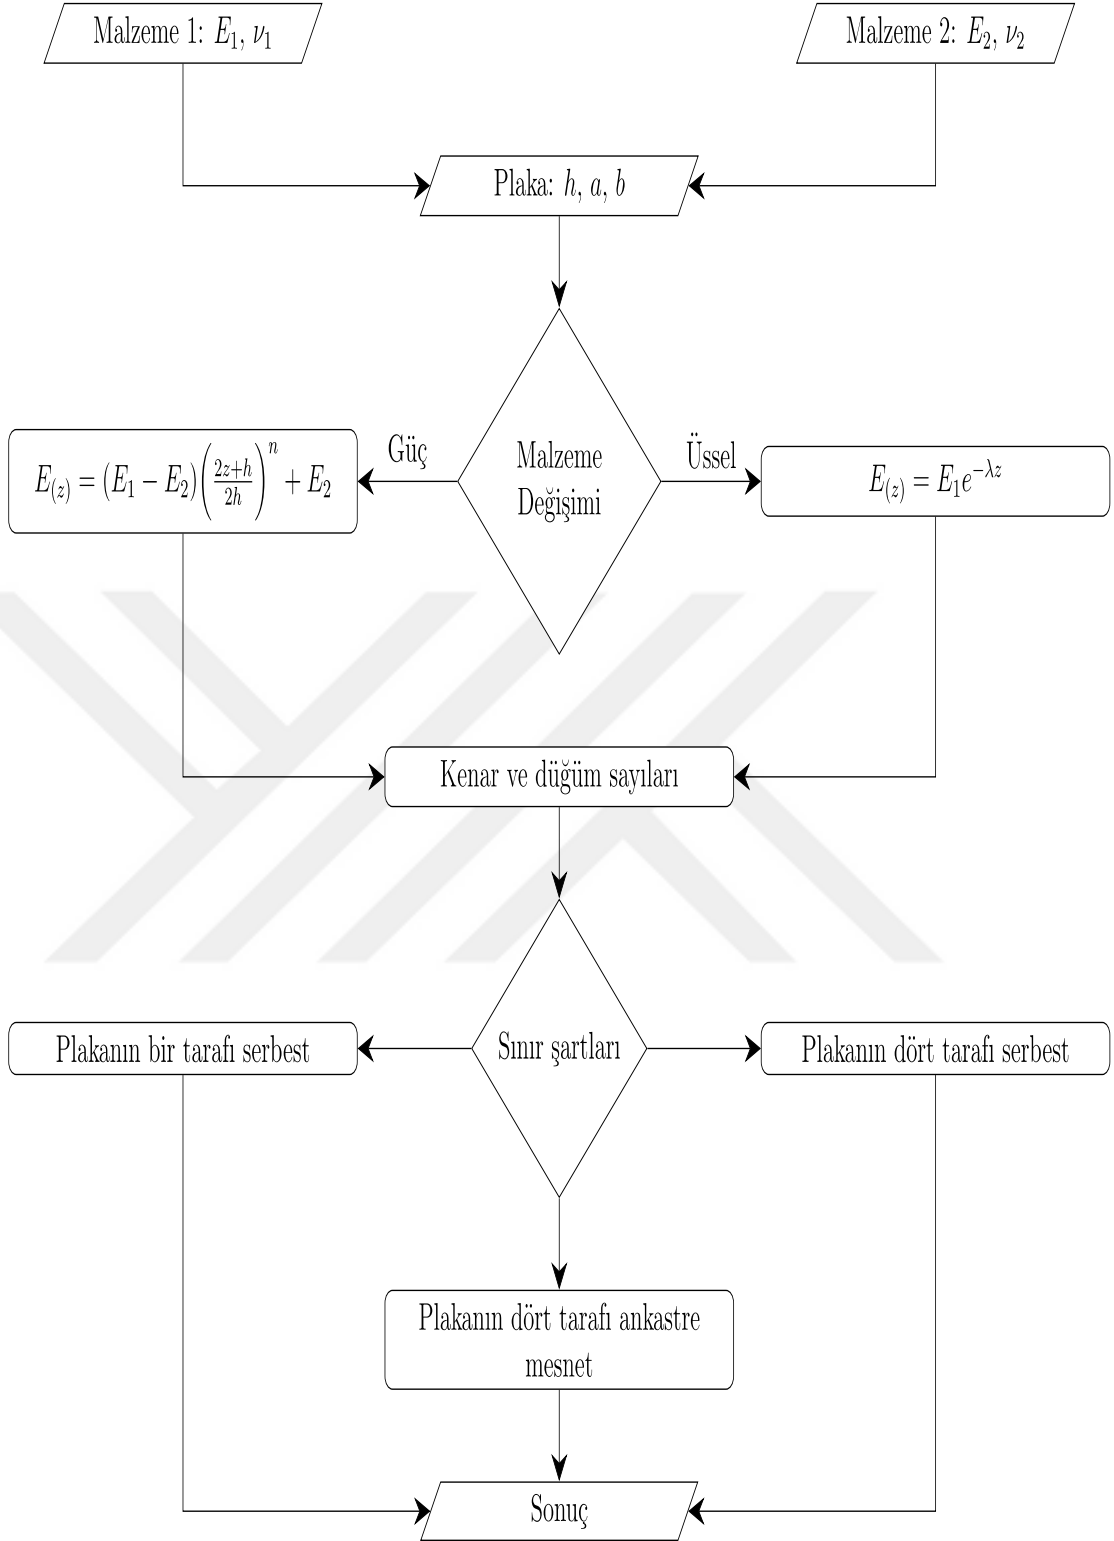 Malzeme 1: E₁, ν₁
Malzeme 2: E₂, ν₂
Plaka: h, a, b
Malzeme
Değişimi
Güç
Üssel
E₍z₎ = (E₁ − E₂)((2z+h)/(2h))ⁿ + E₂
E₍z₎ = E₁e^{−λz}
Kenar ve düğüm sayıları
Sınır şartları
Plakanın bir tarafı serbest
Plakanın dört tarafı serbest
Plakanın dört tarafı ankastre
mesnet
Sonuç